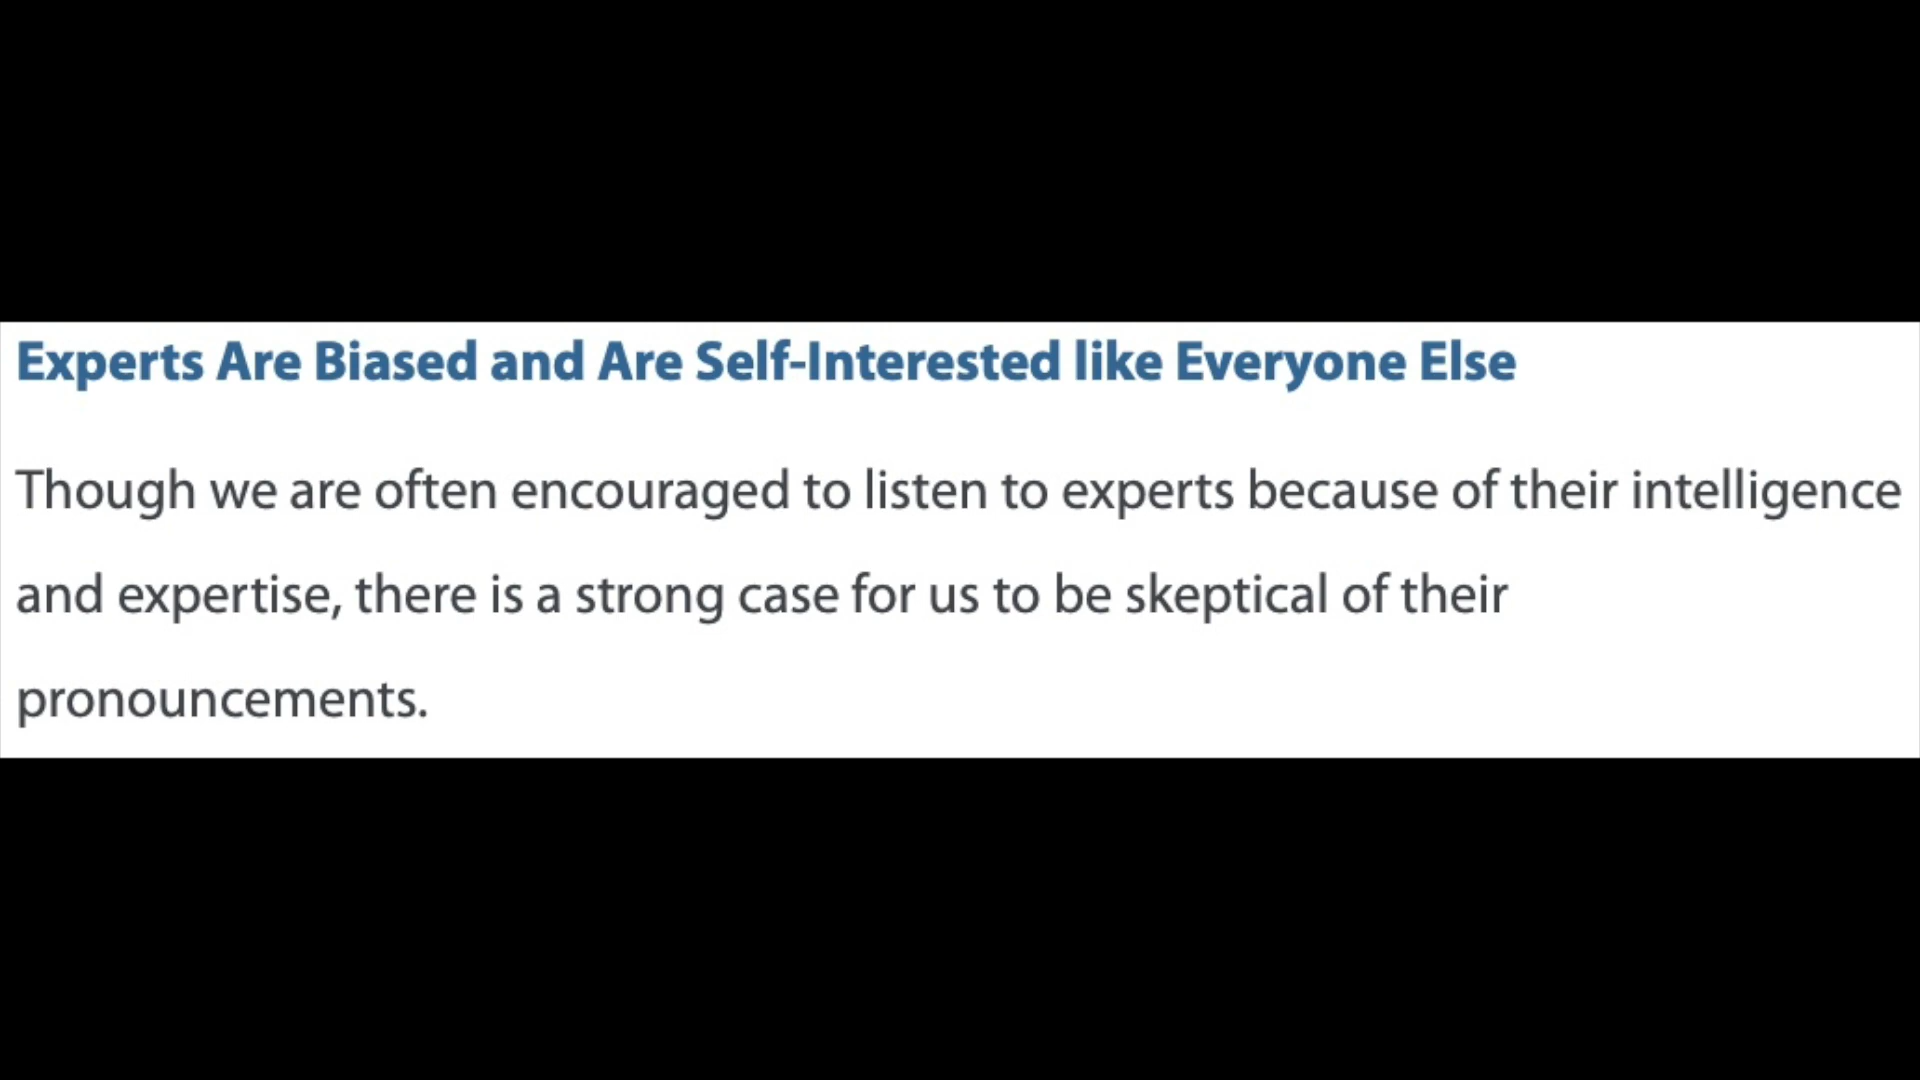 Experts Are Biased and Are Self-Interested like Everyone Else
Though we are often encouraged to listen to experts because of their intelligence
and expertise, there is a strong case for us to be skeptical of their
pronouncements.